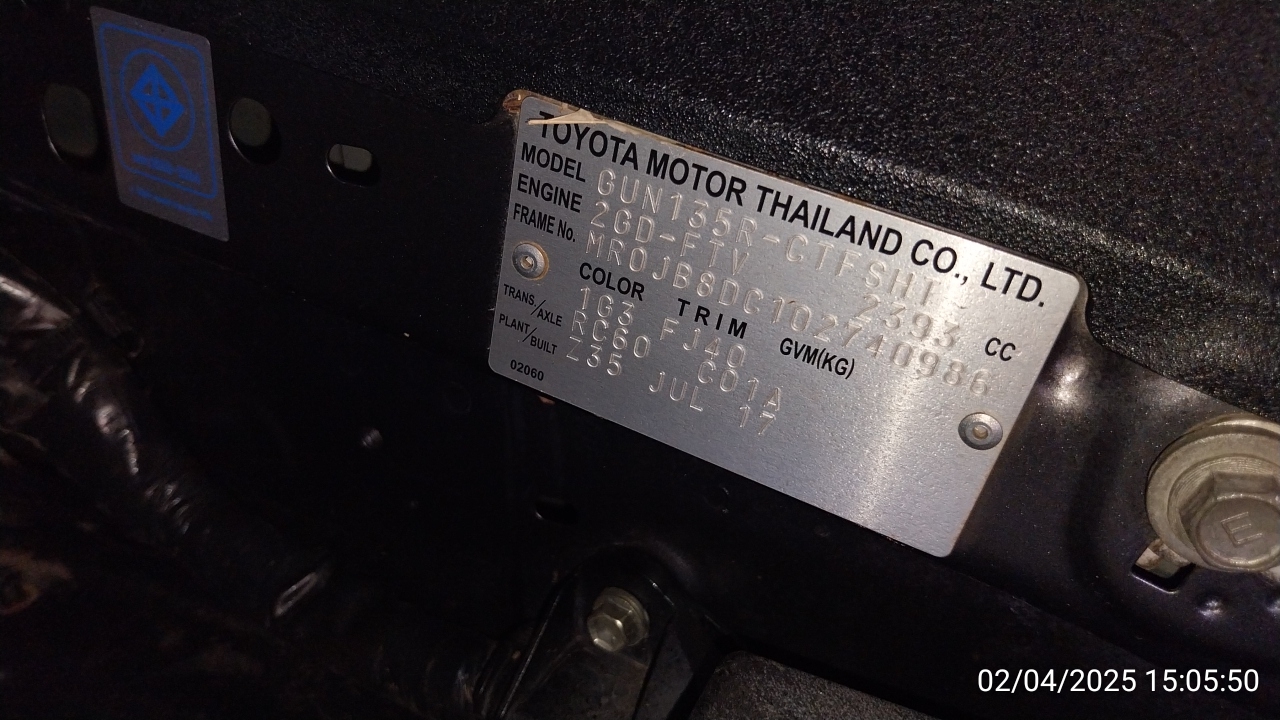 TOYOTA MOTOR THAILAND CO., LTD.
MODEL GUN135R-CTFSHT
ENGINE 2GD-FTV 2393 CC
FRAME No. MR0JB8DC102740986
COLOR TRIM GVM(KG)
1G3 FJ40
TRANS./AXLE RC60 CD1A
PLANT/BUILT Z35 JUL 17
02060
E
02/04/2025 15:05:50